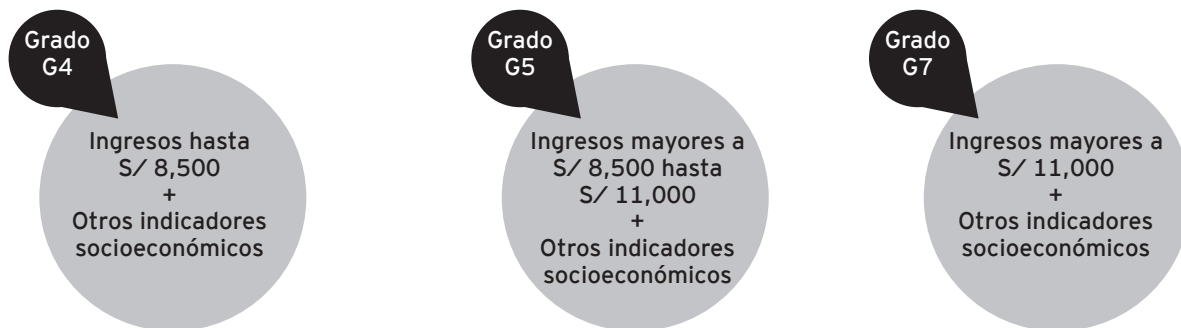 Grado
G4
Ingresos hasta
S/ 8,500
+
Otros indicadores
socioeconómicos
Grado
G5
Ingresos mayores a
S/ 8,500 hasta
S/ 11,000
+
Otros indicadores
socioeconómicos
Grado
G7
Ingresos mayores a
S/ 11,000
+
Otros indicadores
socioeconómicos